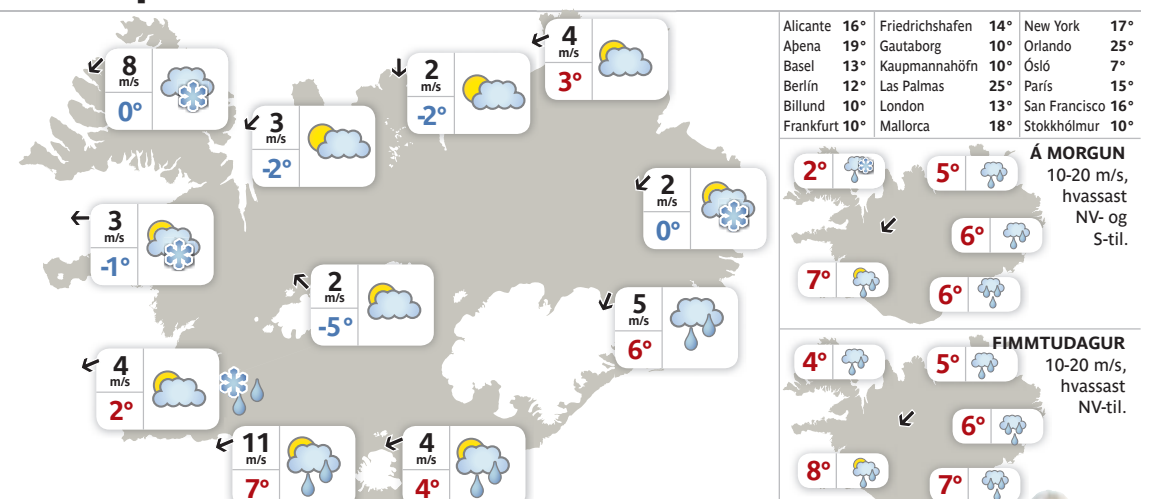 8
m/s
0°
3
m/s
-2°
2
m/s
-2°
4
m/s
3°
3
m/s
-1°
2
m/s
0°
2
m/s
-5°
5
m/s
6°
4
m/s
2°
11
m/s
7°
4
m/s
4°
Alicante 16°
Aþena 19°
Basel 13°
Berlín 12°
Billund 10°
Frankfurt 10°
Friedrichshafen 14°
Gautaborg 10°
Kaupmannahöfn 10°
Las Palmas 25°
London 13°
Mallorca 18°
New York 17°
Orlando 25°
Ósló 7°
París 15°
San Francisco 16°
Stokkhólmur 10°
Á MORGUN
10-20 m/s,
hvassast
NV- og
S-til.
2°
5°
6°
7°
6°
FIMMTUDAGUR
10-20 m/s,
hvassast
NV-til.
4°
5°
6°
8°
7°